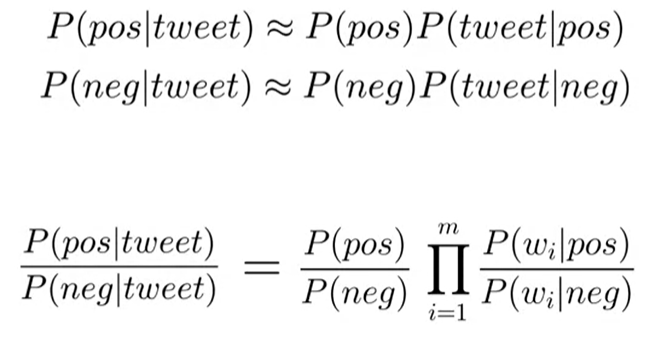 P(pos|tweet) ≈ P(pos)P(tweet|pos)
P(neg|tweet) ≈ P(neg)P(tweet|neg)
P(pos|tweet) / P(neg|tweet) = P(pos) / P(neg) ∏_{i=1}^{m} P(w_i|pos) / P(w_i|neg)